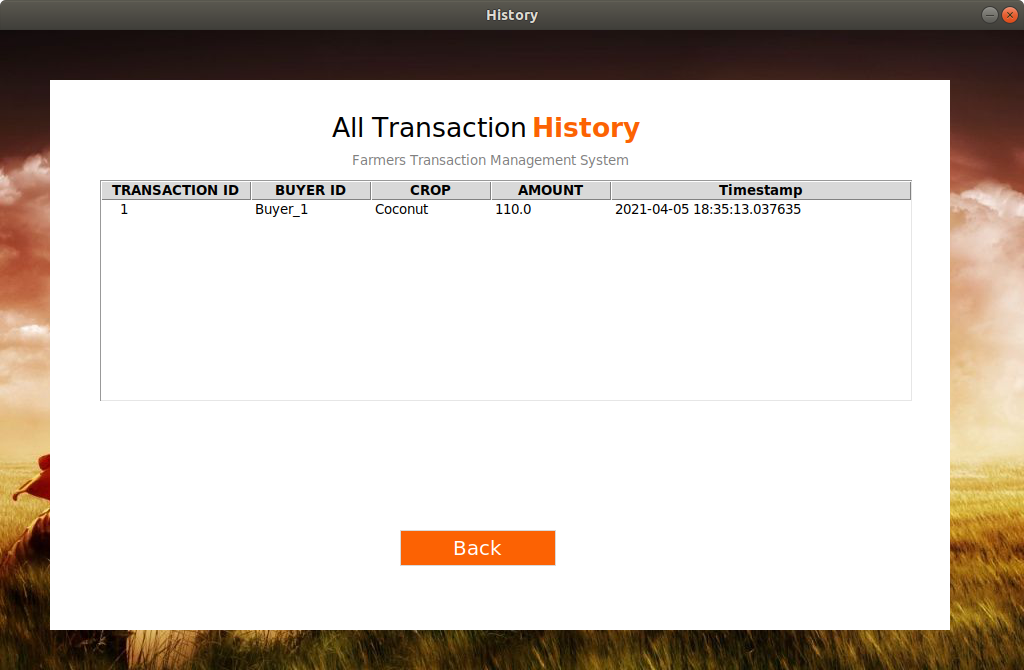 History
All Transaction History
Farmers Transaction Management System
TRANSACTION ID BUYER ID CROP AMOUNT Timestamp
1 Buyer_1 Coconut 110.0 2021-04-05 18:35:13.037635
Back